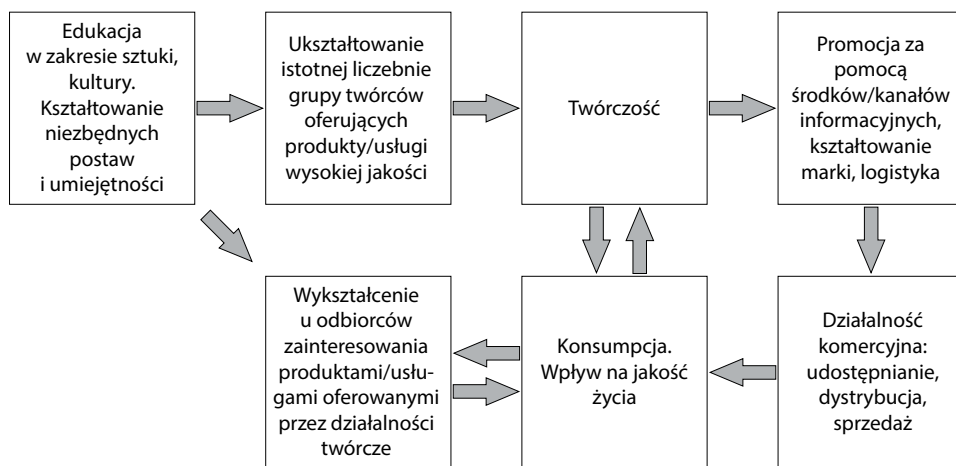 Edukacja
w zakresie sztuki,
kultury.
Kształtowanie
niezbędnych
postaw
i umiejętności
Ukształtowanie
istotnej liczebnie
grupy twórców
oferujących
produkty/usługi
wysokiej jakości
Twórczość
Promocja za
pomocą
środków/kanałów
informacyjnych,
kształtowanie
marki, logistyka
Wykształcenie
u odbiorców
zainteresowania
produktami/usłu-
gami oferowanymi
przez działalności
twórcze
Konsumpcja.
Wpływ na jakość
życia
Działalność
komercyjna:
udostępnianie,
dystrybucja,
sprzedaż